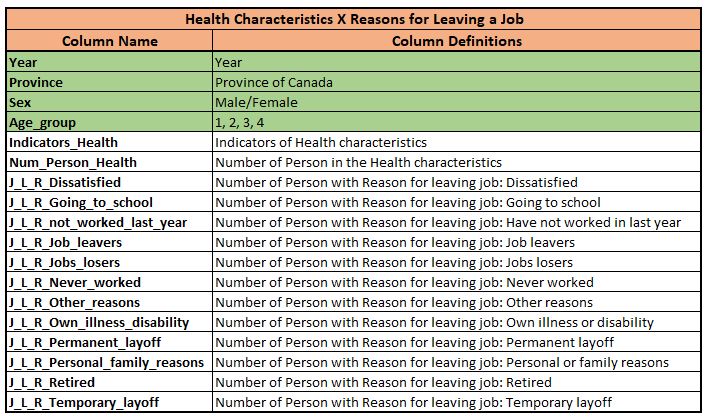 Health Characteristics X Reasons for Leaving a Job
Column Name Column Definitions
Year Year
Province Province of Canada
Sex Male/Female
Age_group 1, 2, 3, 4
Indicators_Health Indicators of Health characteristics
Num_Person_Health Number of Person in the Health characteristics
J_L_R_Dissatisfied Number of Person with Reason for leaving job: Dissatisfied
J_L_R_Going_to_school Number of Person with Reason for leaving job: Going to school
J_L_R_not_worked_last_year Number of Person with Reason for leaving job: Have not worked in last year
J_L_R_Job_leavers Number of Person with Reason for leaving job: Job leavers
J_L_R_Jobs_losers Number of Person with Reason for leaving job: Jobs losers
J_L_R_Never_worked Number of Person with Reason for leaving job: Never worked
J_L_R_Other_reasons Number of Person with Reason for leaving job: Other reasons
J_L_R_Own_illness_disability Number of Person with Reason for leaving job: Own illness or disability
J_L_R_Permanent_layoff Number of Person with Reason for leaving job: Permanent layoff
J_L_R_Personal_family_reasons Number of Person with Reason for leaving job: Personal or family reasons
J_L_R_Retired Number of Person with Reason for leaving job: Retired
J_L_R_Temporary_layoff Number of Person with Reason for leaving job: Temporary layoff